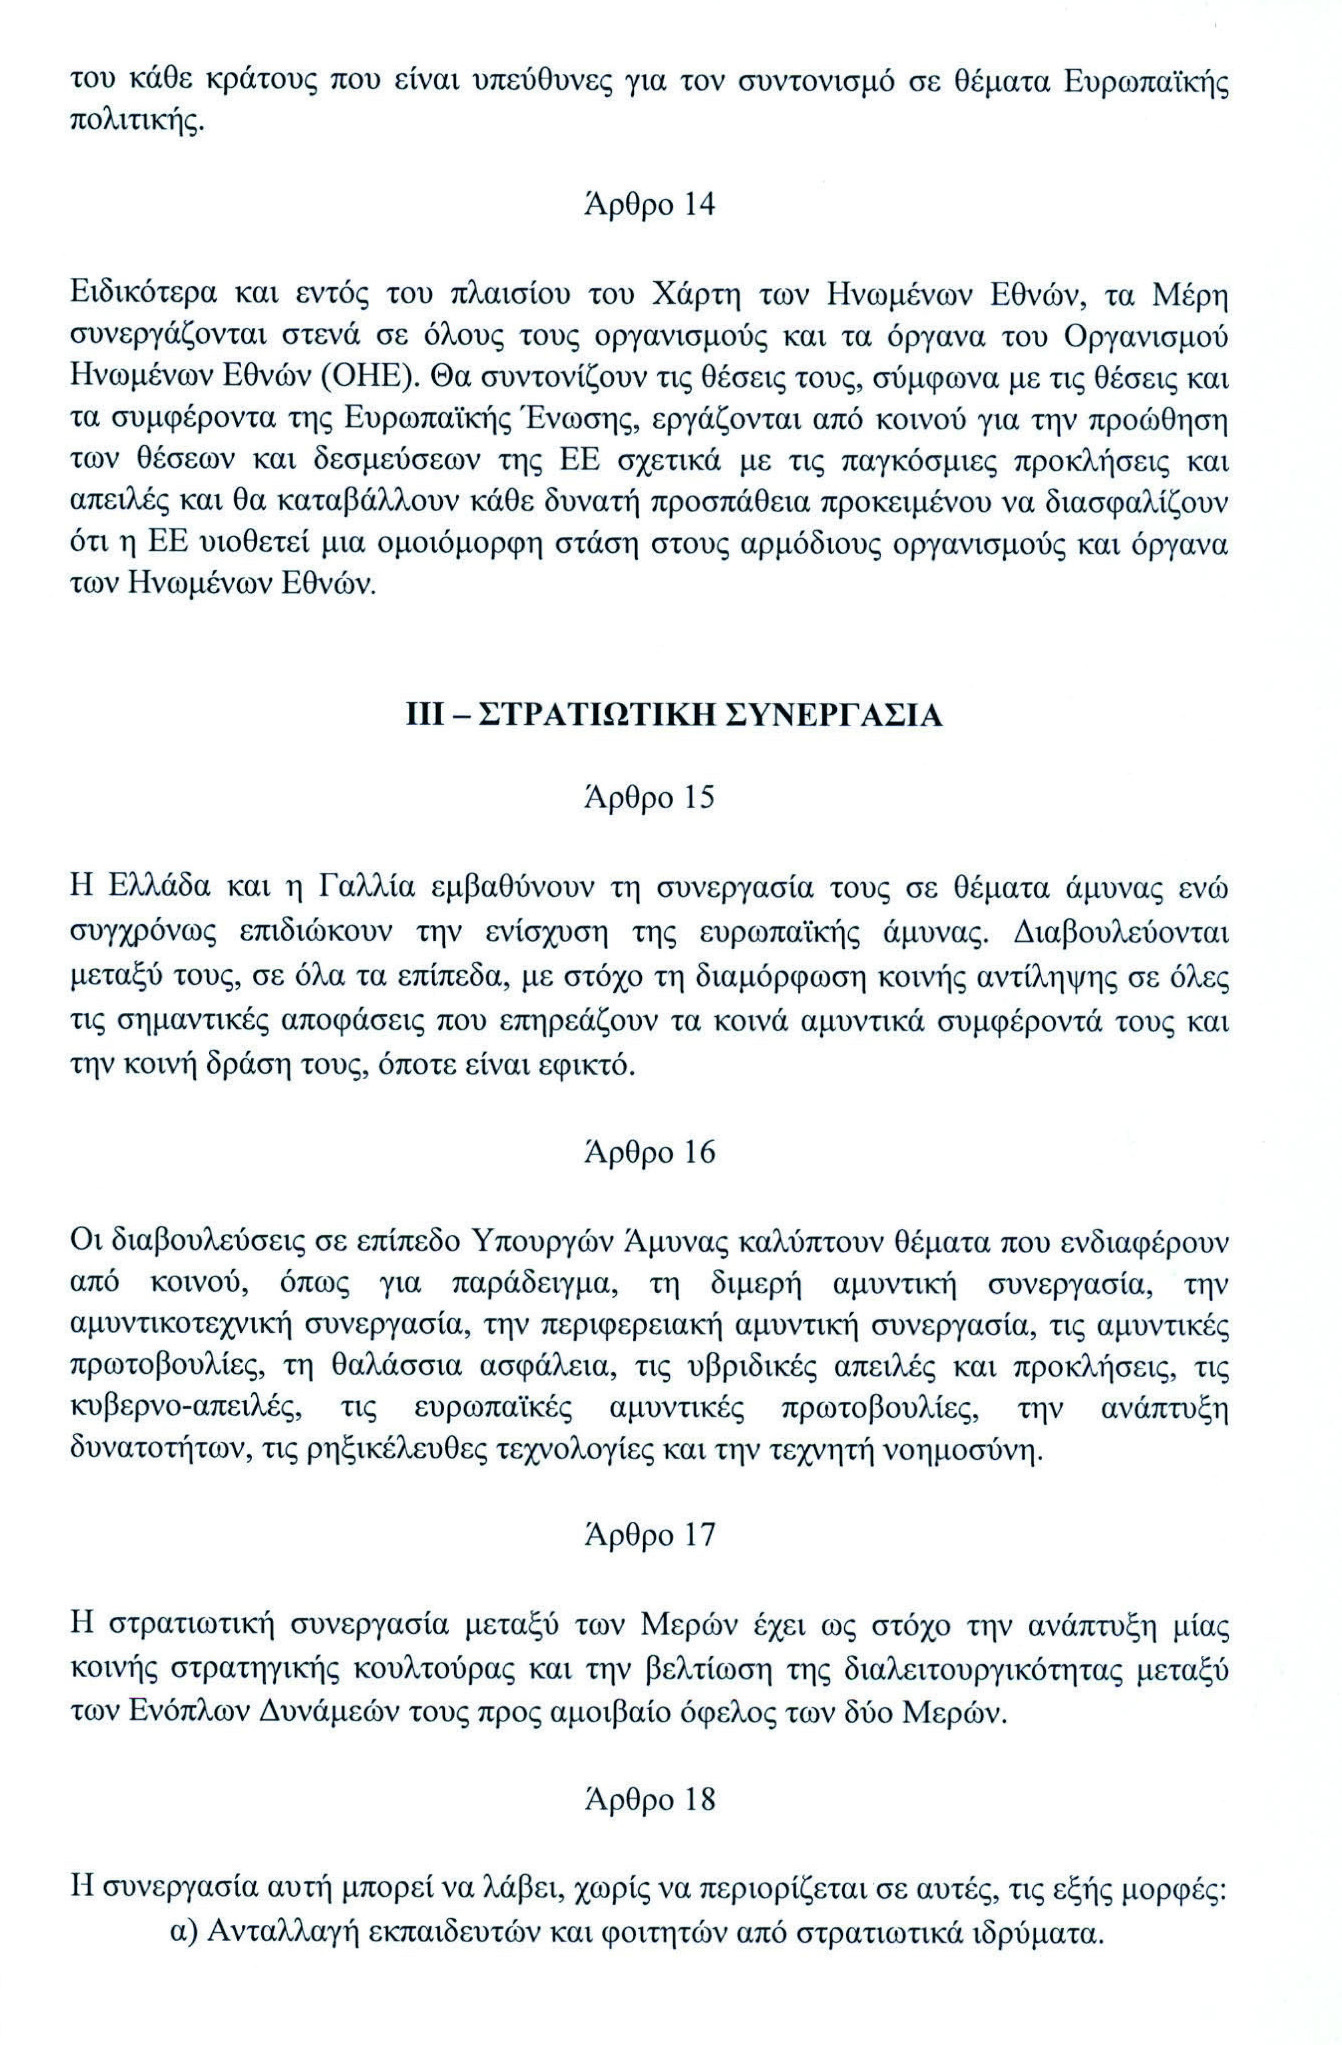 του κάθε κράτους που είναι υπεύθυνες για τον συντονισμό σε θέματα Ευρωπαϊκής
πολιτικής.
Άρθρο 14
Ειδικότερα και εντός του πλαισίου του Χάρτη των Ηνωμένων Εθνών, τα Μέρη
συνεργάζονται στενά σε όλους τους οργανισμούς και τα όργανα του Οργανισμού
Ηνωμένων Εθνών (ΟΗΕ). Θα συντονίζουν τις θέσεις τους, σύμφωνα με τις θέσεις και
τα συμφέροντα της Ευρωπαϊκής Ένωσης, εργάζονται από κοινού για την προώθηση
των θέσεων και δεσμεύσεων της ΕΕ σχετικά με τις παγκόσμιες προκλήσεις και
απειλές και θα καταβάλλουν κάθε δυνατή προσπάθεια προκειμένου να διασφαλίζουν
ότι η ΕΕ υιοθετεί μια ομοιόμορφη στάση στους αρμόδιους οργανισμούς και όργανα
των Ηνωμένων Εθνών.
ΙΙΙ – ΣΤΡΑΤΙΩΤΙΚΗ ΣΥΝΕΡΓΑΣΙΑ
Άρθρο 15
Η Ελλάδα και η Γαλλία εμβαθύνουν τη συνεργασία τους σε θέματα άμυνας ενώ
συγχρόνως επιδιώκουν την ενίσχυση της ευρωπαϊκής άμυνας. Διαβουλεύονται
μεταξύ τους, σε όλα τα επίπεδα, με στόχο τη διαμόρφωση κοινής αντίληψης σε όλες
τις σημαντικές αποφάσεις που επηρεάζουν τα κοινά αμυντικά συμφέροντά τους και
την κοινή δράση τους, όποτε είναι εφικτό.
Άρθρο 16
Οι διαβουλεύσεις σε επίπεδο Υπουργών Άμυνας καλύπτουν θέματα που ενδιαφέρουν
από κοινού, όπως για παράδειγμα, τη διμερή αμυντική συνεργασία, την
αμυντικοτεχνική συνεργασία, την περιφερειακή αμυντική συνεργασία, τις αμυντικές
πρωτοβουλίες, τη θαλάσσια ασφάλεια, τις υβριδικές απειλές και προκλήσεις, τις
κυβερνο-απειλές, τις ευρωπαϊκές αμυντικές πρωτοβουλίες, την ανάπτυξη
δυνατοτήτων, τις ρηξικέλευθες τεχνολογίες και την τεχνητή νοημοσύνη.
Άρθρο 17
Η στρατιωτική συνεργασία μεταξύ των Μερών έχει ως στόχο την ανάπτυξη μίας
κοινής στρατηγικής κουλτούρας και την βελτίωση της διαλειτουργικότητας μεταξύ
των Ενόπλων Δυνάμεών τους προς αμοιβαίο όφελος των δύο Μερών.
Άρθρο 18
Η συνεργασία αυτή μπορεί να λάβει, χωρίς να περιορίζεται σε αυτές, τις εξής μορφές:
α) Ανταλλαγή εκπαιδευτών και φοιτητών από στρατιωτικά ιδρύματα.